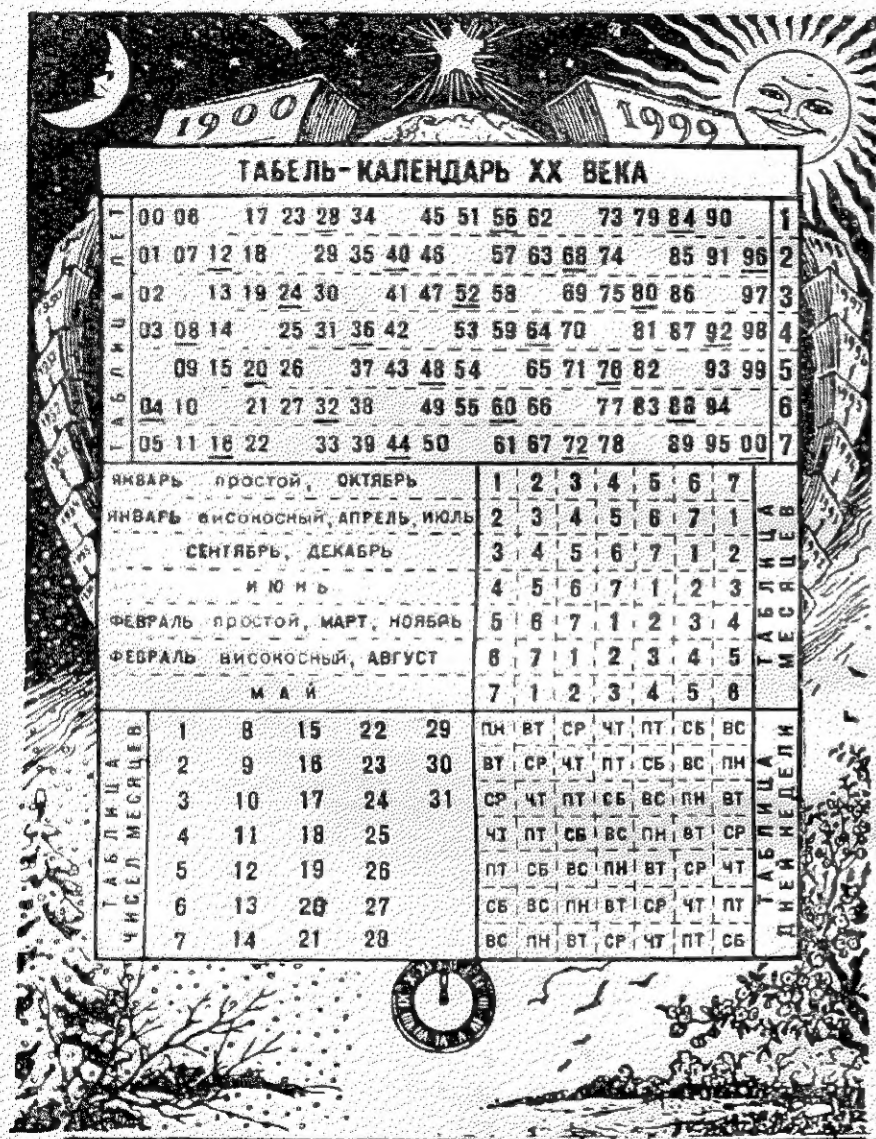 1900 1999
ТАБЕЛЬ-КАЛЕНДАРЬ XX ВЕКА
ТАБЛИЦА ЛЕТ
00 06 17 23 28 34 45 51 56 62 73 79 84 90 1
01 07 12 18 29 35 40 46 57 63 68 74 85 91 96 2
02 13 19 24 30 41 47 52 58 69 75 80 86 97 3
03 08 14 25 31 36 42 53 59 64 70 81 87 92 98 4
09 15 20 26 37 43 48 54 65 71 76 82 93 99 5
04 10 21 27 32 38 49 55 60 66 77 83 88 94 6
05 11 16 22 33 39 44 50 61 67 72 78 89 95 00 7
ЯНВАРЬ простой, ОКТЯБРЬ 1 2 3 4 5 6 7
ЯНВАРЬ високосный, АПРЕЛЬ, ИЮЛЬ 2 3 4 5 6 7 1
СЕНТЯБРЬ, ДЕКАБРЬ 3 4 5 6 7 1 2
ИЮНЬ 4 5 6 7 1 2 3
ФЕВРАЛЬ простой, МАРТ, НОЯБРЬ 5 6 7 1 2 3 4
ФЕВРАЛЬ високосный, АВГУСТ 6 7 1 2 3 4 5
МАЙ 7 1 2 3 4 5 6
ТАБЛИЦА МЕСЯЦЕВ
ТАБЛИЦА ЧИСЕЛ МЕСЯЦЕВ
1 8 15 22 29 ПН ВТ СР ЧТ ПТ СБ ВС
2 9 16 23 30 ВТ СР ЧТ ПТ СБ ВС ПН
3 10 17 24 31 СР ЧТ ПТ СБ ВС ПН ВТ
4 11 18 25 ЧТ ПТ СБ ВС ПН ВТ СР
5 12 19 26 ПТ СБ ВС ПН ВТ СР ЧТ
6 13 20 27 СБ ВС ПН ВТ СР ЧТ ПТ
7 14 21 28 ВС ПН ВТ СР ЧТ ПТ СБ
ТАБЛИЦА ДНЕЙ НЕДЕЛИ